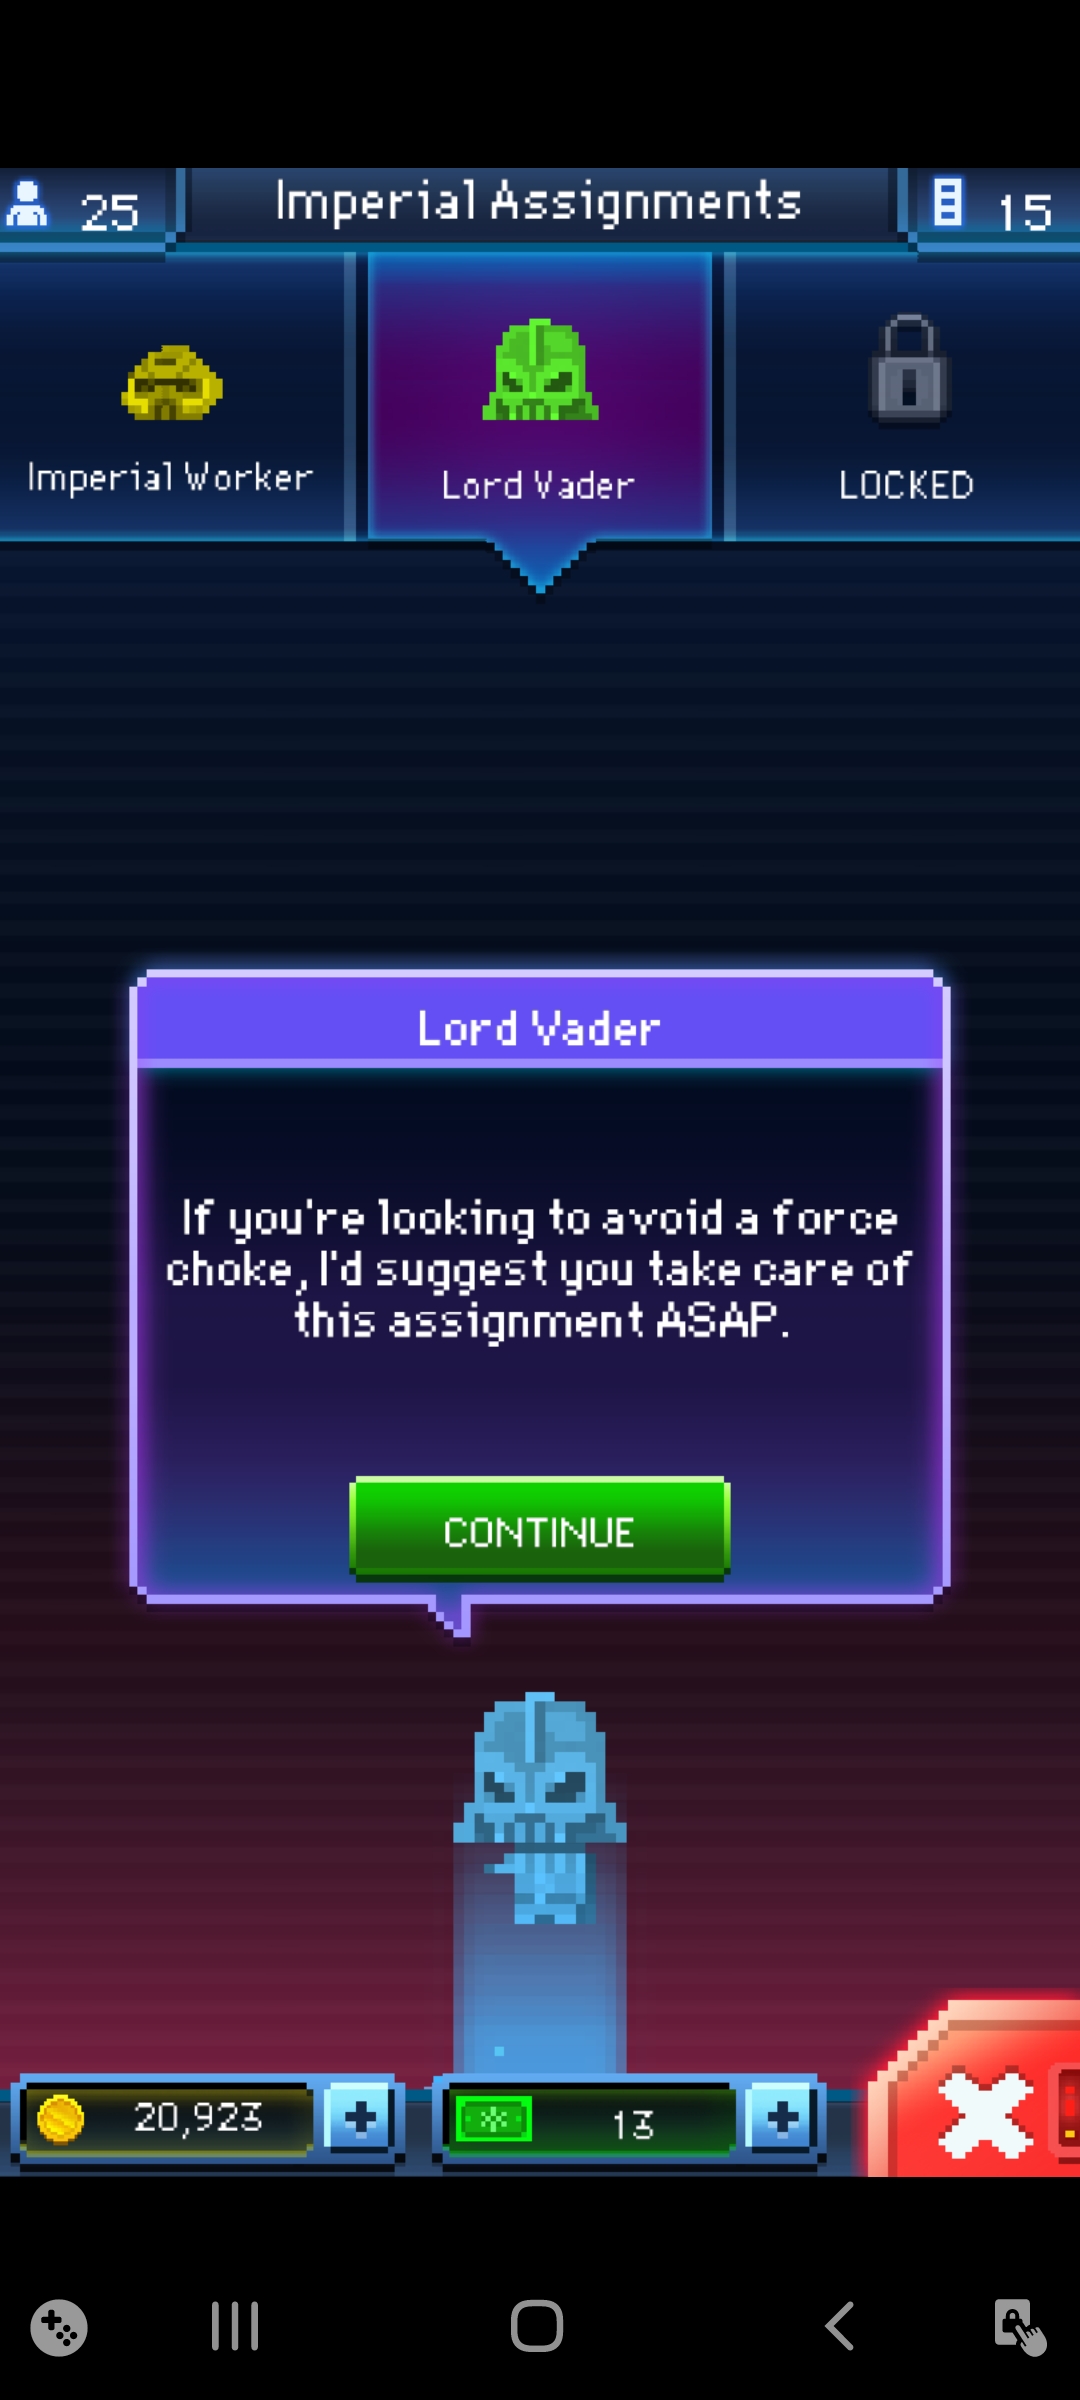 25
Imperial Assignments
15
Imperial Worker
Lord Vader
LOCKED
Lord Vader
If you're looking to avoid a force
choke, I'd suggest you take care of
this assignment ASAP.
CONTINUE
20,923
13